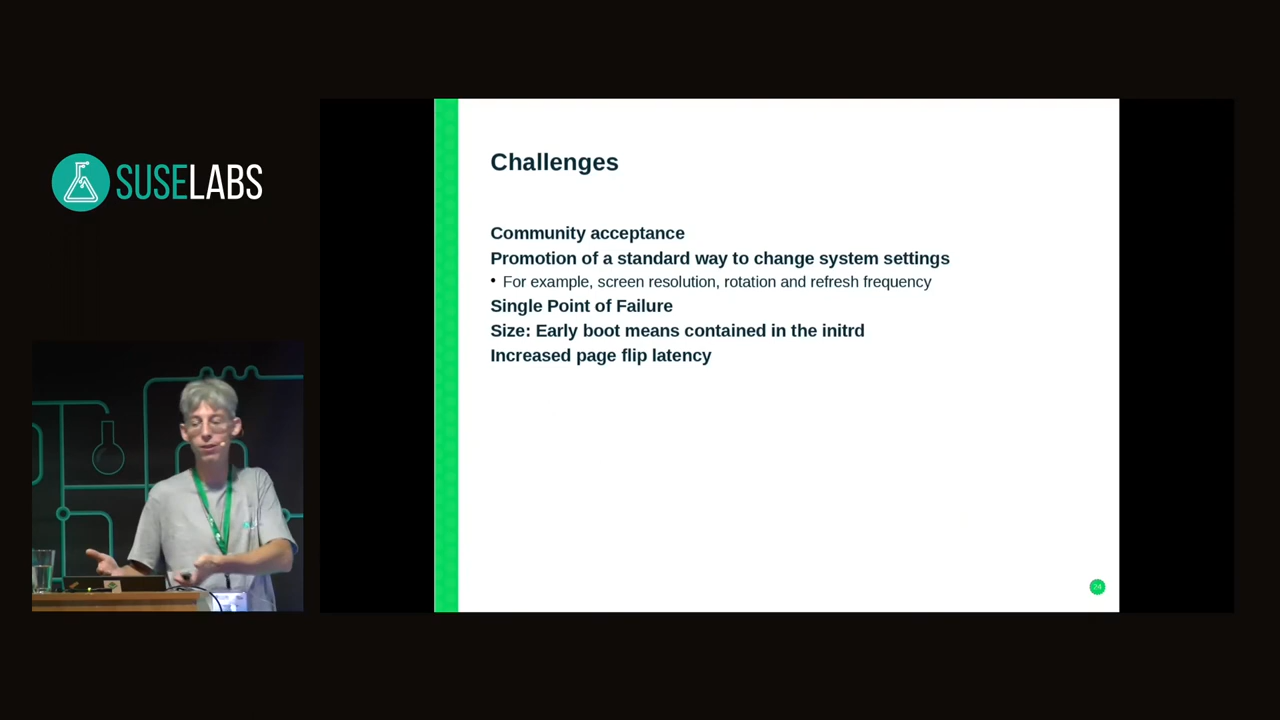 SUSELABS
Challenges
Community acceptance
Promotion of a standard way to change system settings
• For example, screen resolution, rotation and refresh frequency
Single Point of Failure
Size: Early boot means contained in the initrd
Increased page flip latency
24